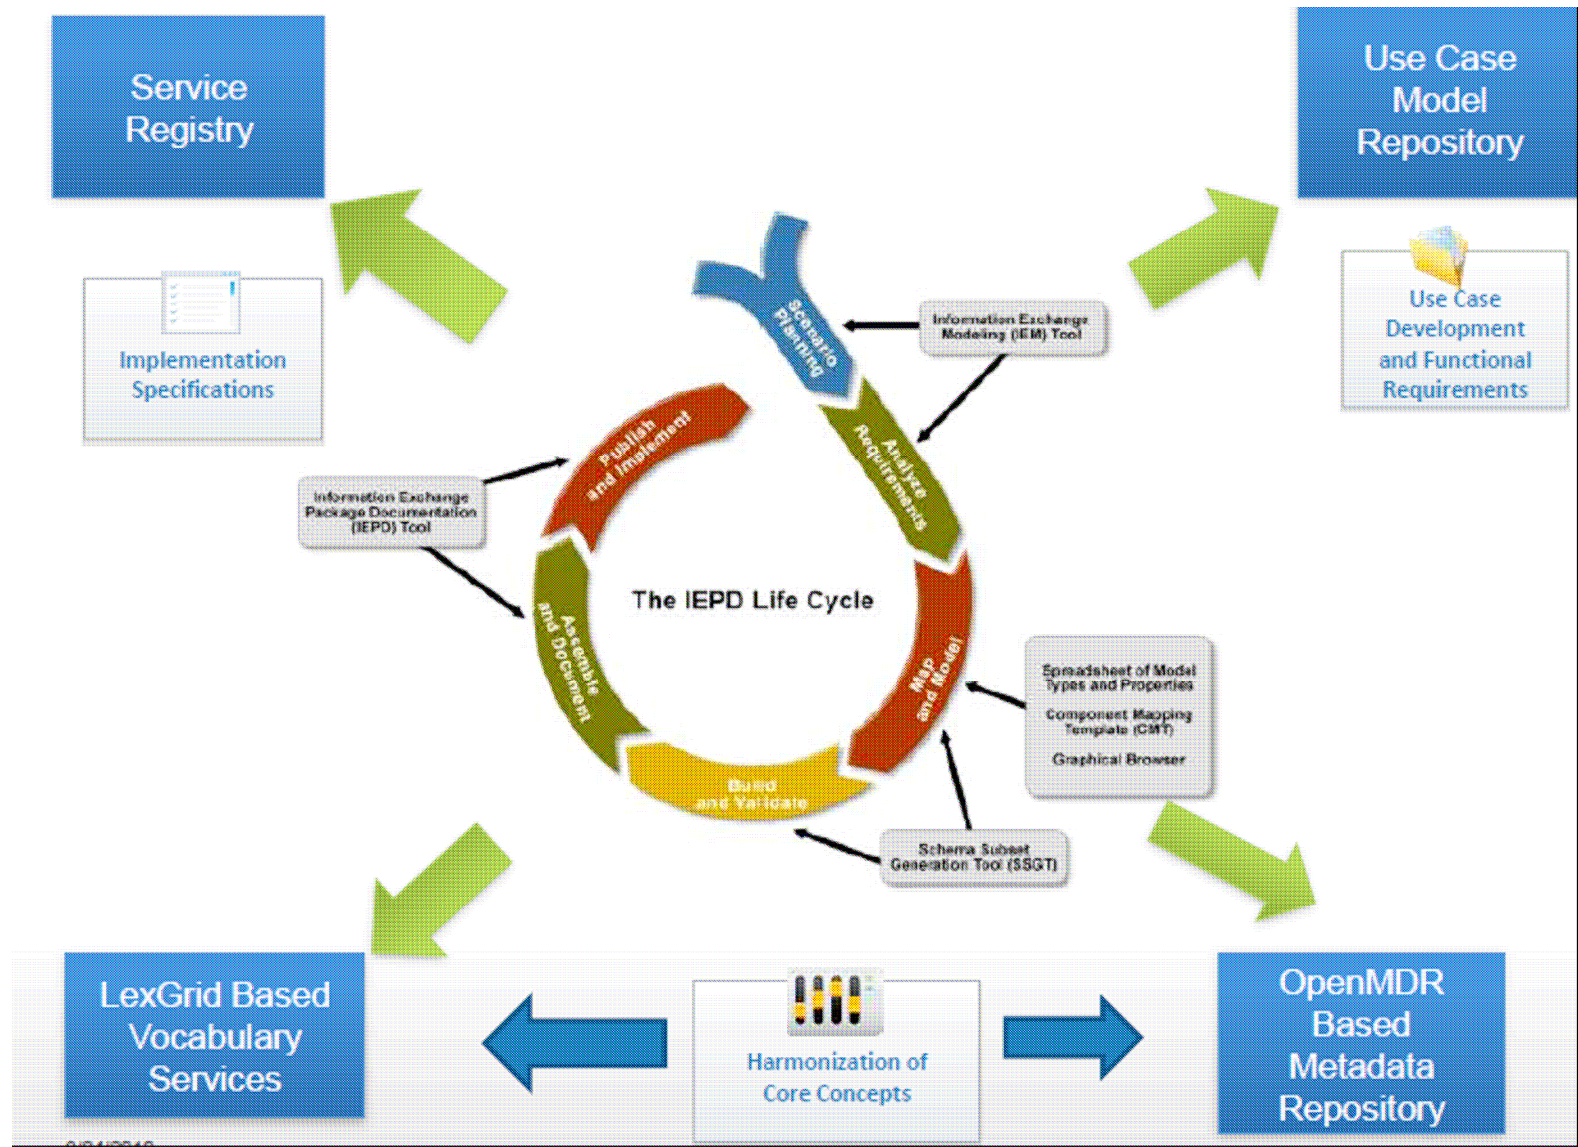 Service
Registry
Use Case
Model
Repository
Implementation
Specifications
Use Case
Development
and Functional
Requirements
Scenario
Planning
Information Exchange
Modeling (IEM) Tool
Analyze
Requirements
Publish
and Implement
Information Exchange
Package Documentation
(IEPD) Tool
The IEPD Life Cycle
Assemble
and Document
Map
and Model
Spreadsheet of Model
Types and Properties
Component Mapping
Template (CMT)
Graphical Browser
Build
and Validate
Schema Subset
Generation Tool (SSGT)
LexGrid Based
Vocabulary
Services
Harmonization of
Core Concepts
OpenMDR
Based
Metadata
Repository